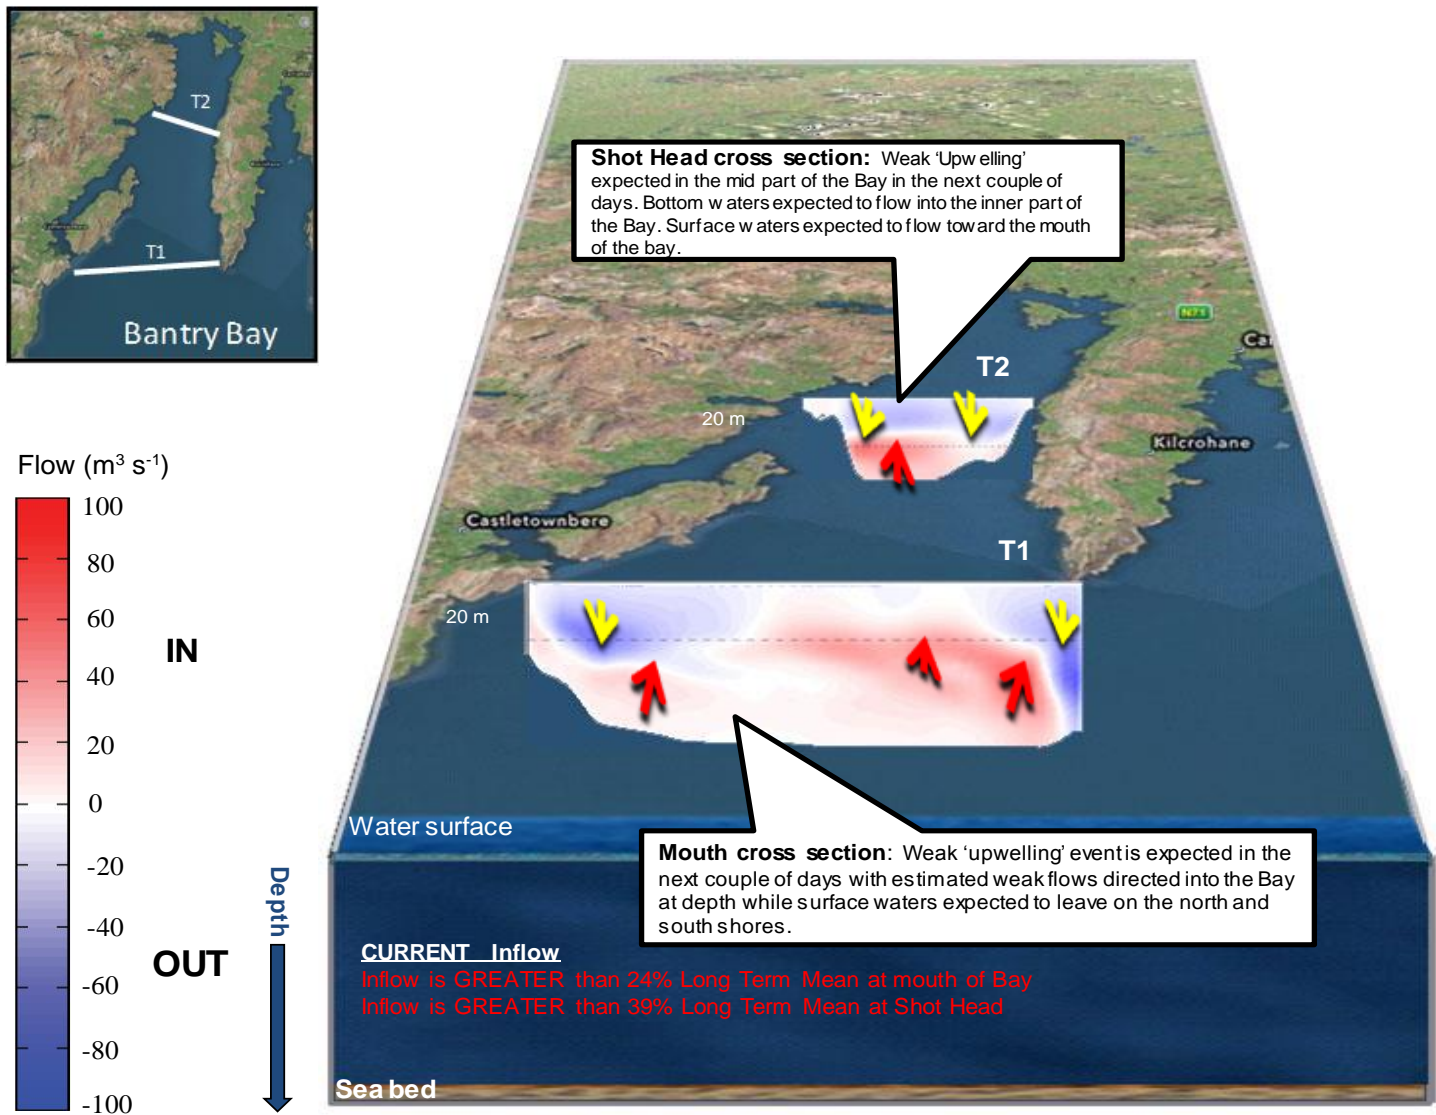 T2
T1
Bantry Bay
Shot Head cross section: Weak ‘Upwelling’
expected in the mid part of the Bay in the next couple of
days. Bottom waters expected to flow into the inner part of
the Bay. Surface waters expected to flow toward the mouth
of the bay.
N71
T2
20 m
Kilcrohane
Flow (m³ s⁻¹)
100
80
60
40
20
0
-20
-40
-60
-80
-100
IN
OUT
Castletownbere
T1
20 m
Water surface
Mouth cross section: Weak ‘upwelling’ event is expected in the
next couple of days with estimated weak flows directed into the Bay
at depth while surface waters expected to leave on the north and
south shores.
Depth
CURRENT Inflow
Inflow is GREATER than 24% Long Term Mean at mouth of Bay
Inflow is GREATER than 39% Long Term Mean at Shot Head
Sea bed